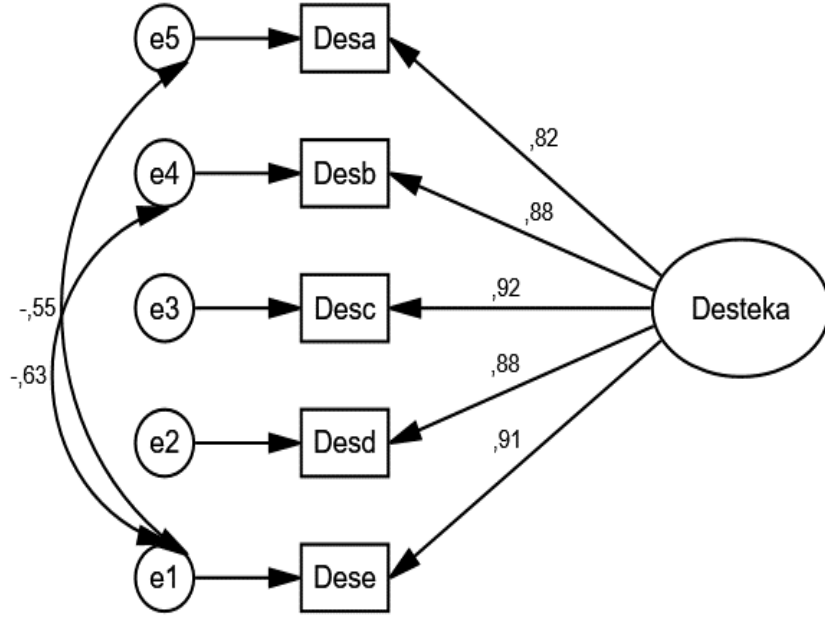 e5
Desa
,82
e4
Desb
,88
e3
Desc
,92
Desteka
-,55
-,63
e2
Desd
,88
e1
Dese
,91